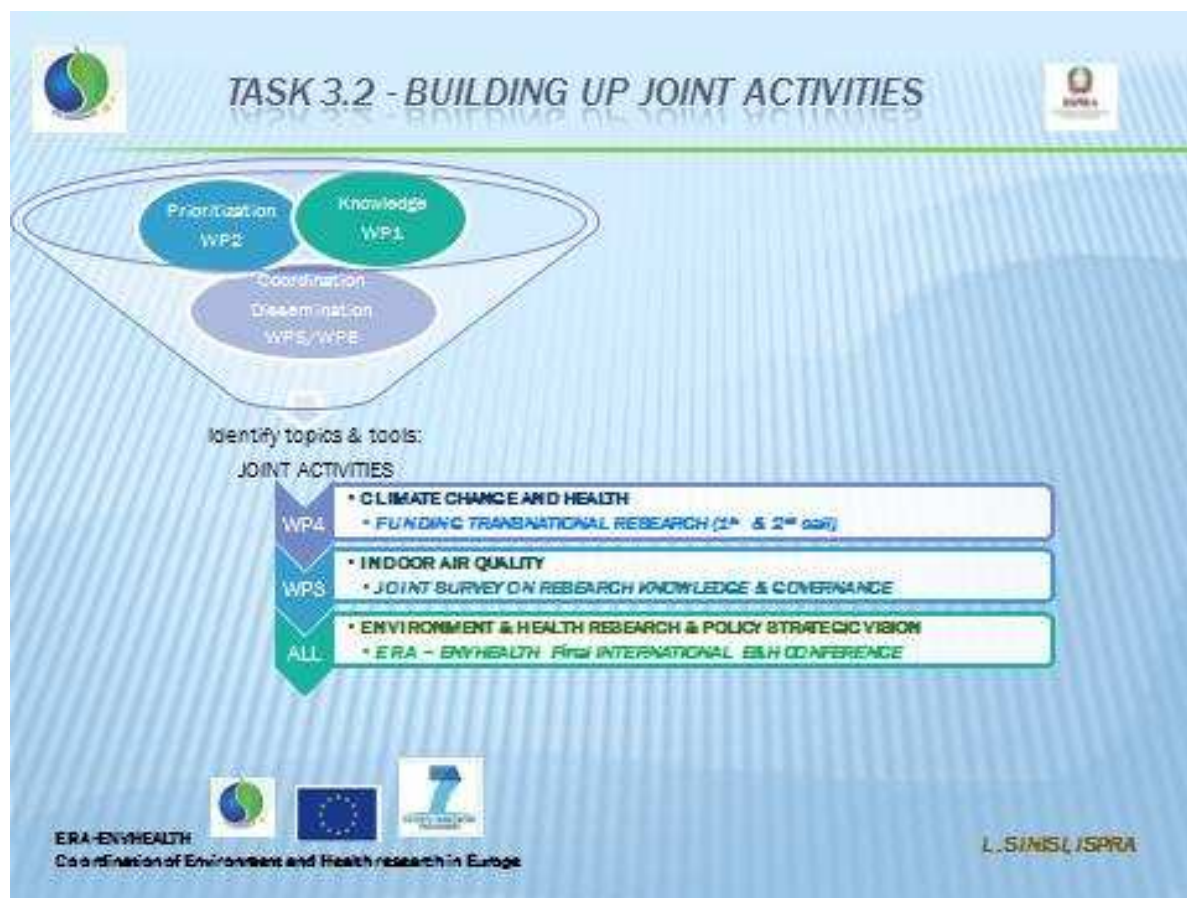 TASK 3.2 - BUILDING UP JOINT ACTIVITIES
ISPRA
Prioritization
WP2
Knowledge
WP1
Coordination
Dissemination
Identify topics & tools:
JOINT ACTIVITIES
WP4
• CLIMATE CHANGE AND HEALTH
• FUNDING TRANSNATIONAL RESEARCH (1st & 2nd call)
• INDOOR AIR QUALITY
• JOINT SURVEY ON RESEARCH KNOWLEDGE & GOVERNANCE
ALL
• ENVIRONMENT & HEALTH RESEARCH & POLICY STRATEGIC VISION
• ERA – ENVHEALTH Final INTERNATIONAL E&H CONFERENCE
7
ERA-ENVHEALTH
Coordination of Environment and Health research in Europe
L.SINISI, ISPRA